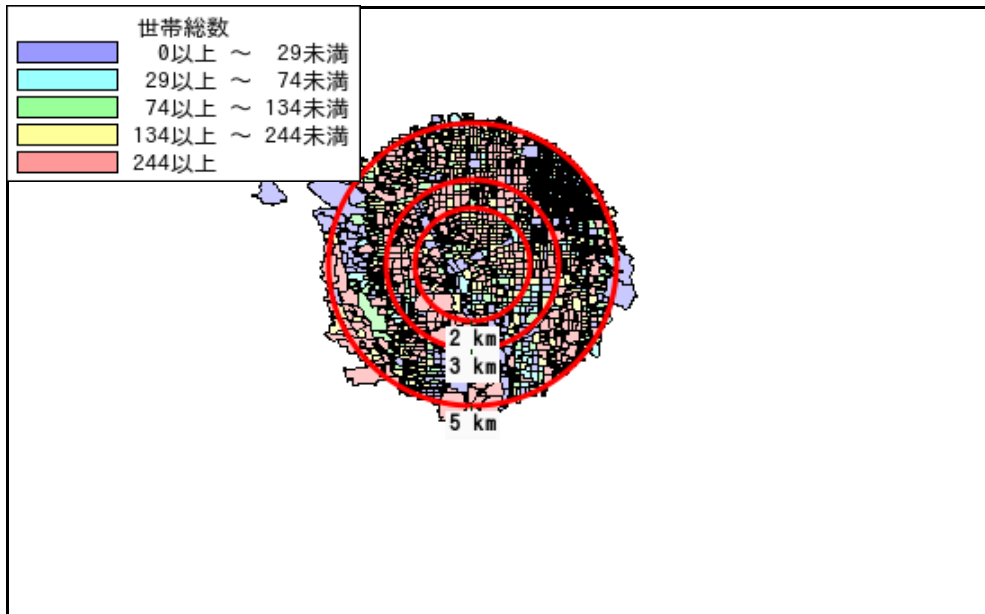 世帯総数
0以上 ～ 29未満
29以上 ～ 74未満
74以上 ～ 134未満
134以上 ～ 244未満
244以上
2 km
3 km
5 km